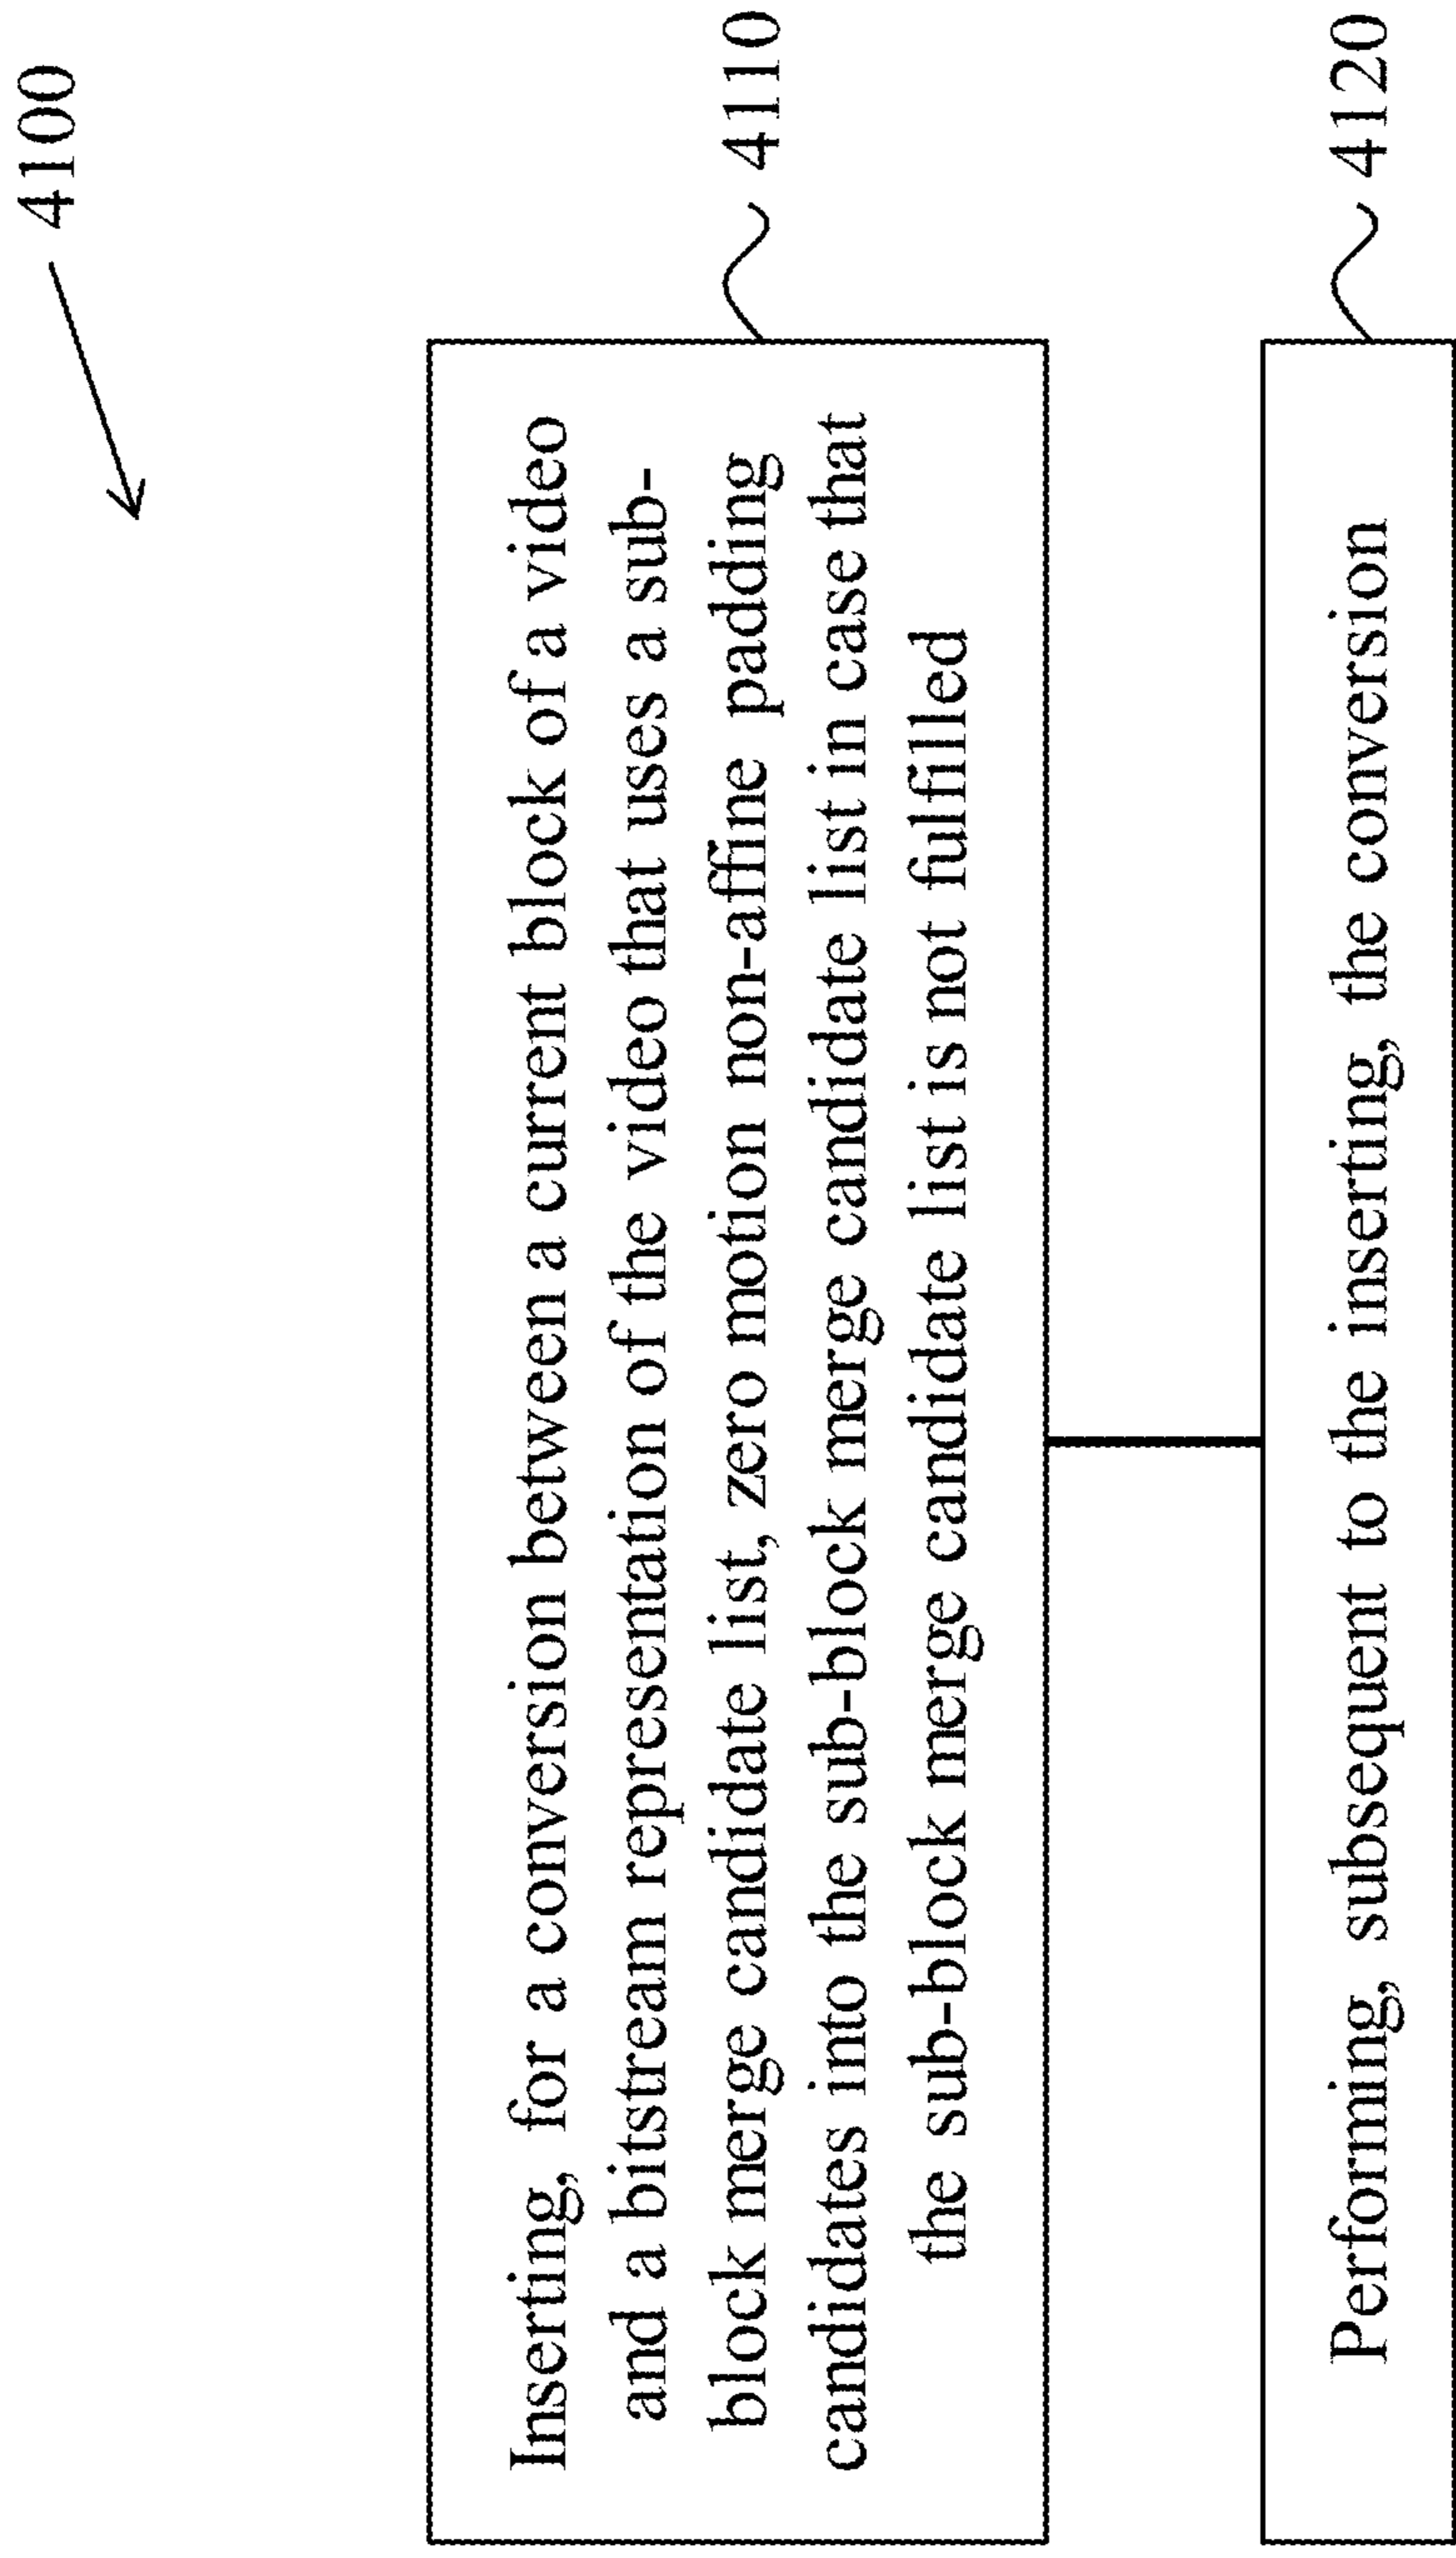 4100
Inserting, for a conversion between a current block of a video
and a bitstream representation of the video that uses a sub-
block merge candidate list, zero motion non-affine padding
candidates into the sub-block merge candidate list in case that
the sub-block merge candidate list is not fulfilled
4110
Performing, subsequent to the inserting, the conversion
4120